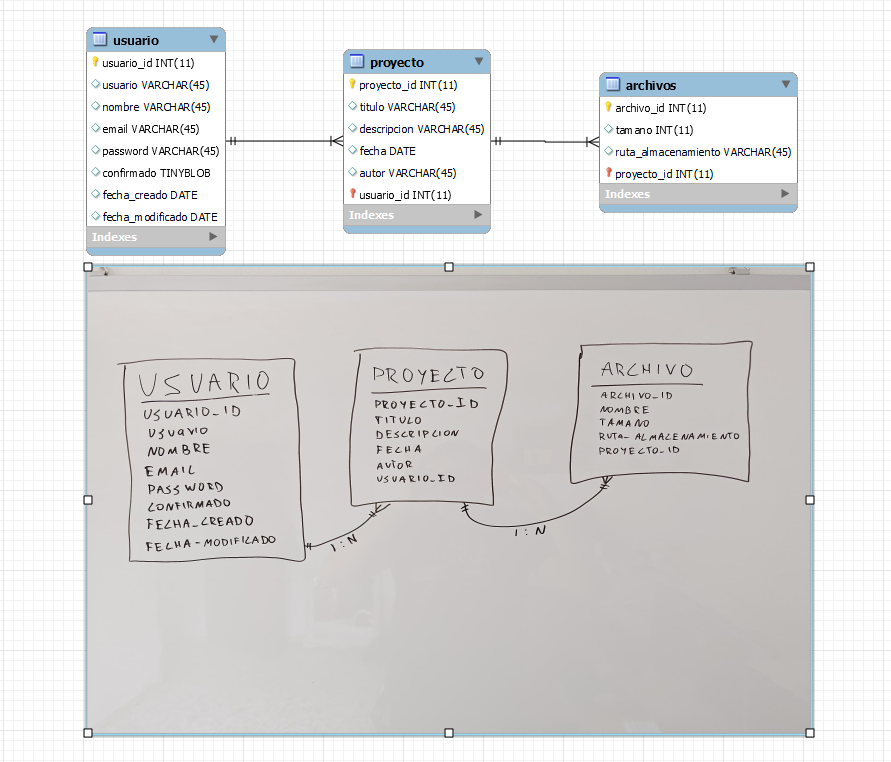 usuario
usuario_id INT(11)
usuario VARCHAR(45)
nombre VARCHAR(45)
email VARCHAR(45)
password VARCHAR(45)
confirmado TINYBLOB
fecha_creado DATE
fecha_modificado DATE
Indexes
proyecto
proyecto_id INT(11)
titulo VARCHAR(45)
descripcion VARCHAR(45)
fecha DATE
autor VARCHAR(45)
usuario_id INT(11)
Indexes
archivos
archivo_id INT(11)
tamano INT(11)
ruta_almacenamiento VARCHAR(45)
proyecto_id INT(11)
Indexes
USUARIO
USUARIO_ID
USUARIO
NOMBRE
EMAIL
PASSWORD
CONFIRMADO
FECHA_CREADO
FECHA-MODIFICADO
1:N
PROYECTO
PROYECTO_ID
TITULO
DESCRIPCION
FECHA
AUTOR
USUARIO_ID
1:N
ARCHIVO
ARCHIVO_ID
NOMBRE
TAMANO
RUTA_ALMACENAMIENTO
PROYECTO_ID